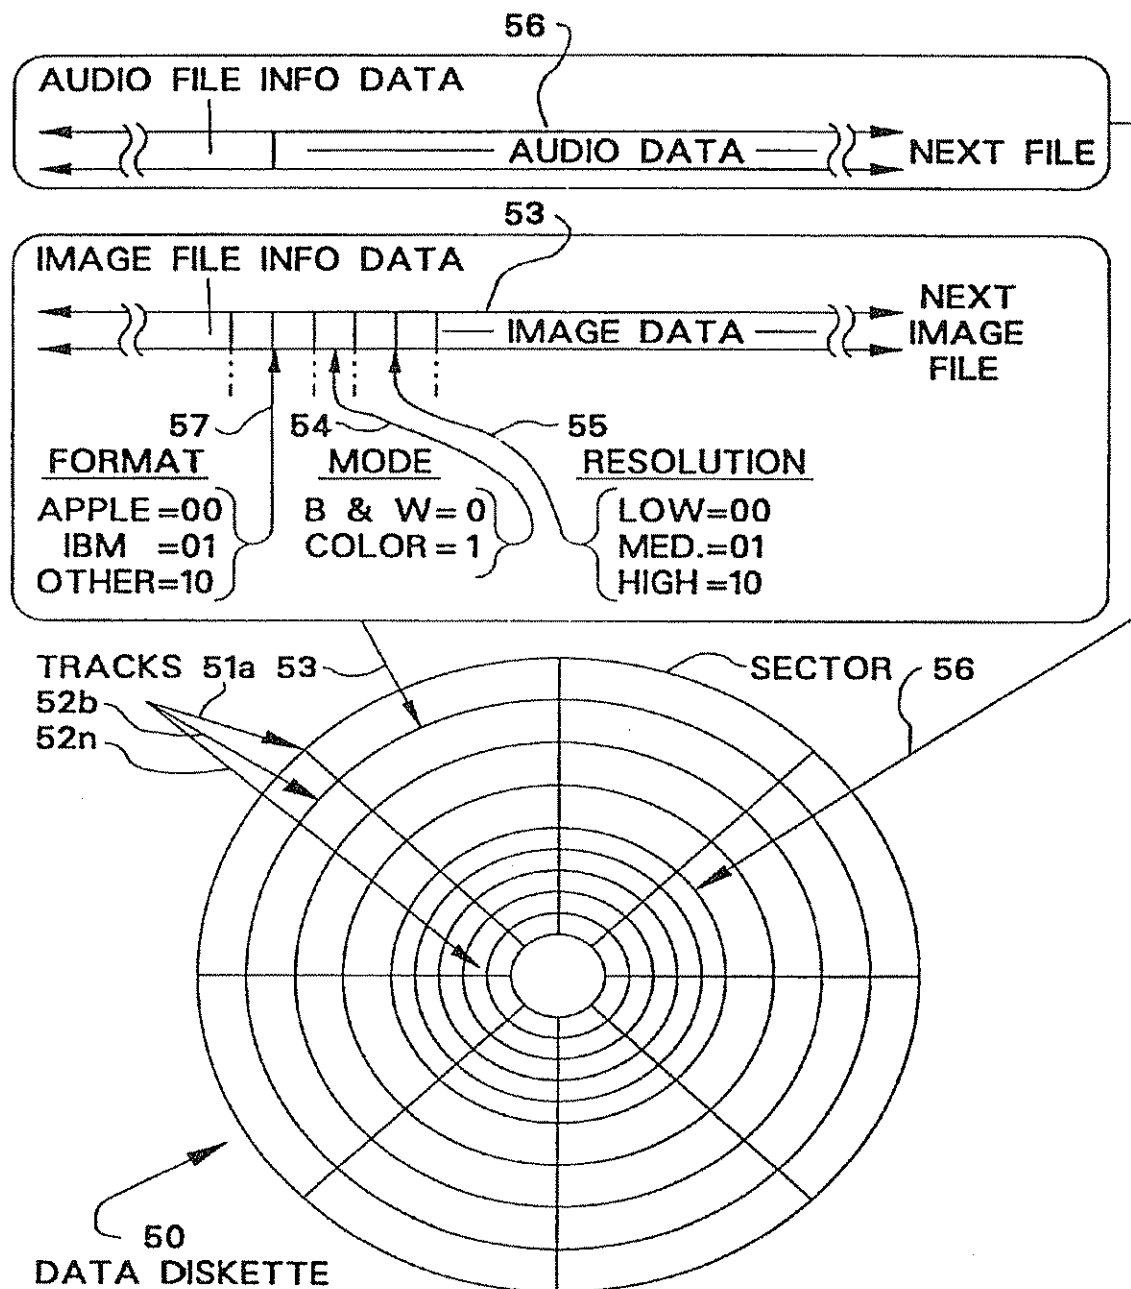 56
AUDIO FILE INFO DATA
AUDIO DATA
NEXT FILE
53
IMAGE FILE INFO DATA
IMAGE DATA
NEXT
IMAGE
FILE
57 54 55
FORMAT MODE RESOLUTION
APPLE=00 B & W=0 LOW=00
IBM =01 COLOR=1 MED.=01
OTHER=10 HIGH=10
TRACKS 51a 53 SECTOR 56
52b
52n
50
DATA DISKETTE